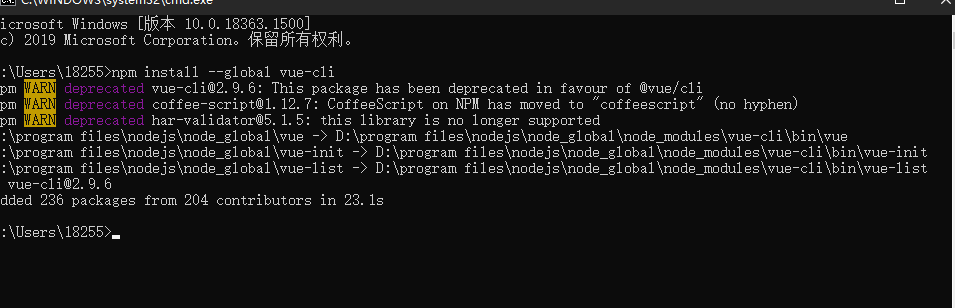 C:\WINDOWS\system32\cmd.exe
icrosoft Windows [版本 10.0.18363.1500]
c) 2019 Microsoft Corporation。保留所有权利。
:\Users\18255>npm install --global vue-cli
pm WARN deprecated vue-cli@2.9.6: This package has been deprecated in favour of @vue/cli
pm WARN deprecated coffee-script@1.12.7: CoffeeScript on NPM has moved to "coffeescript" (no hyphen)
pm WARN deprecated har-validator@5.1.5: this library is no longer supported
:\program files\nodejs\node_global\vue -> D:\program files\nodejs\node_global\node_modules\vue-cli\bin\vue
:\program files\nodejs\node_global\vue-init -> D:\program files\nodejs\node_global\node_modules\vue-cli\bin\vue-init
:\program files\nodejs\node_global\vue-list -> D:\program files\nodejs\node_global\node_modules\vue-cli\bin\vue-list
vue-cli@2.9.6
dded 236 packages from 204 contributors in 23.1s
:\Users\18255>